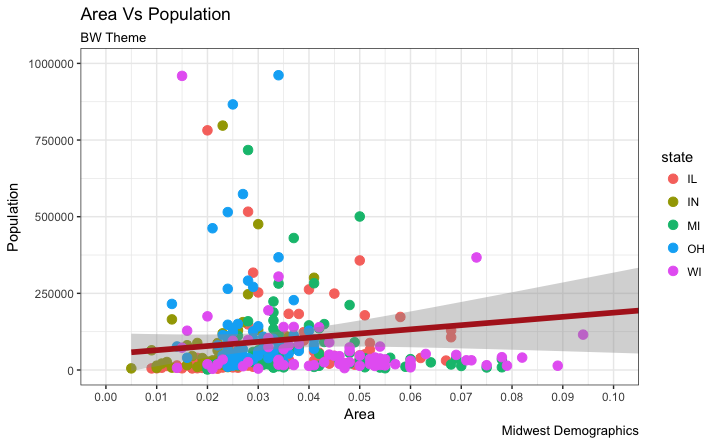 Area Vs Population
BW Theme
1000000
750000
500000
250000
0
Population
0.00 0.01 0.02 0.03 0.04 0.05 0.06 0.07 0.08 0.09 0.10
Area
state
IL
IN
MI
OH
WI
Midwest Demographics